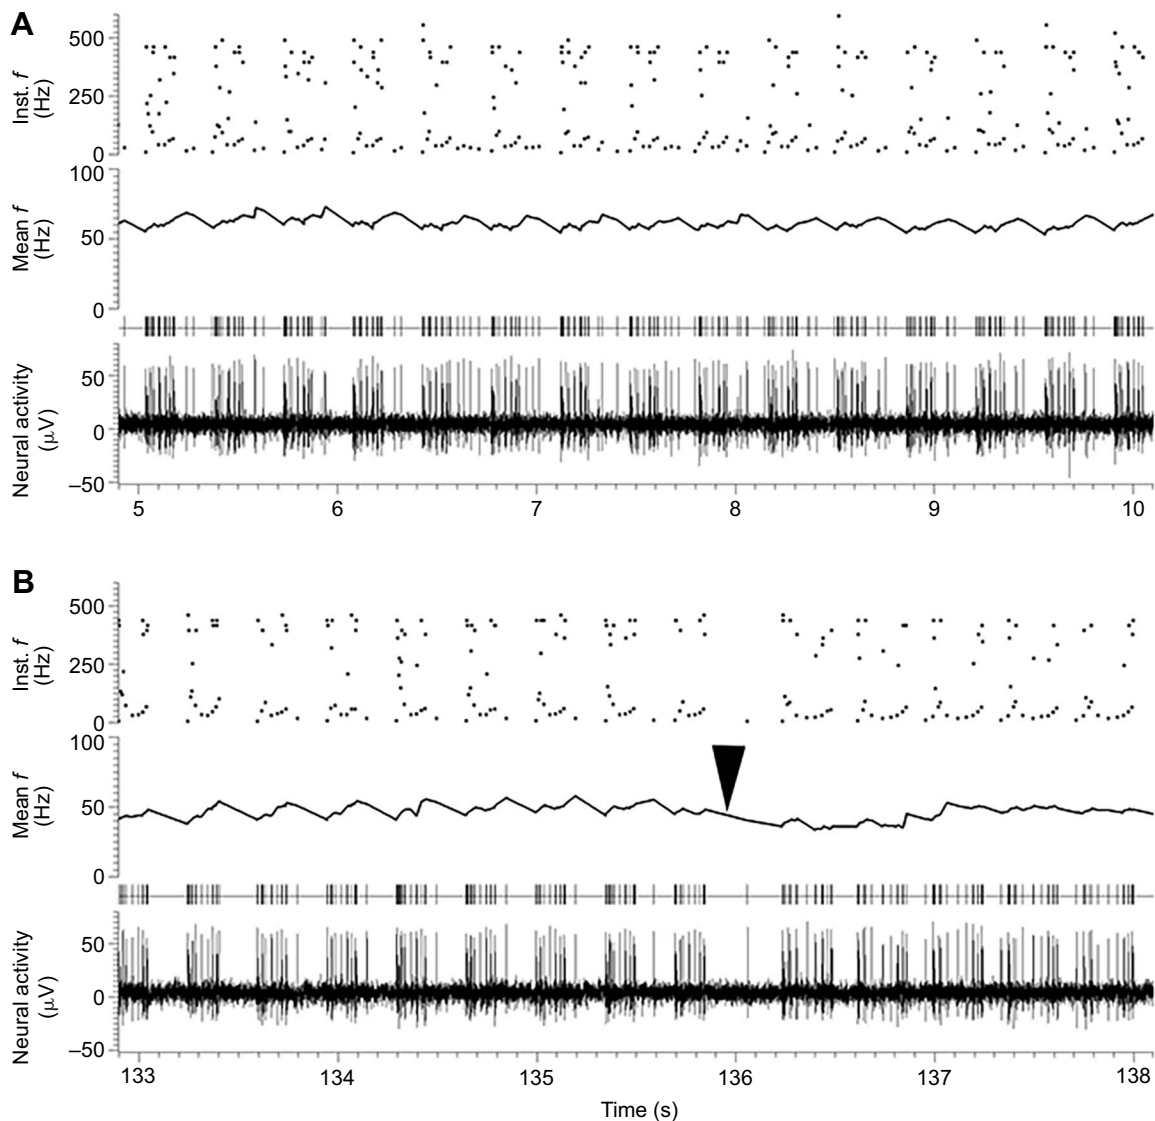 A
Inst. f
(Hz)
500
250
0
Mean f
(Hz)
100
50
0
Neural activity
(μV)
50
0
–50
5 6 7 8 9 10
B
Inst. f
(Hz)
500
250
0
Mean f
(Hz)
100
50
0
Neural activity
(μV)
50
0
–50
133 134 135 136 137 138
Time (s)